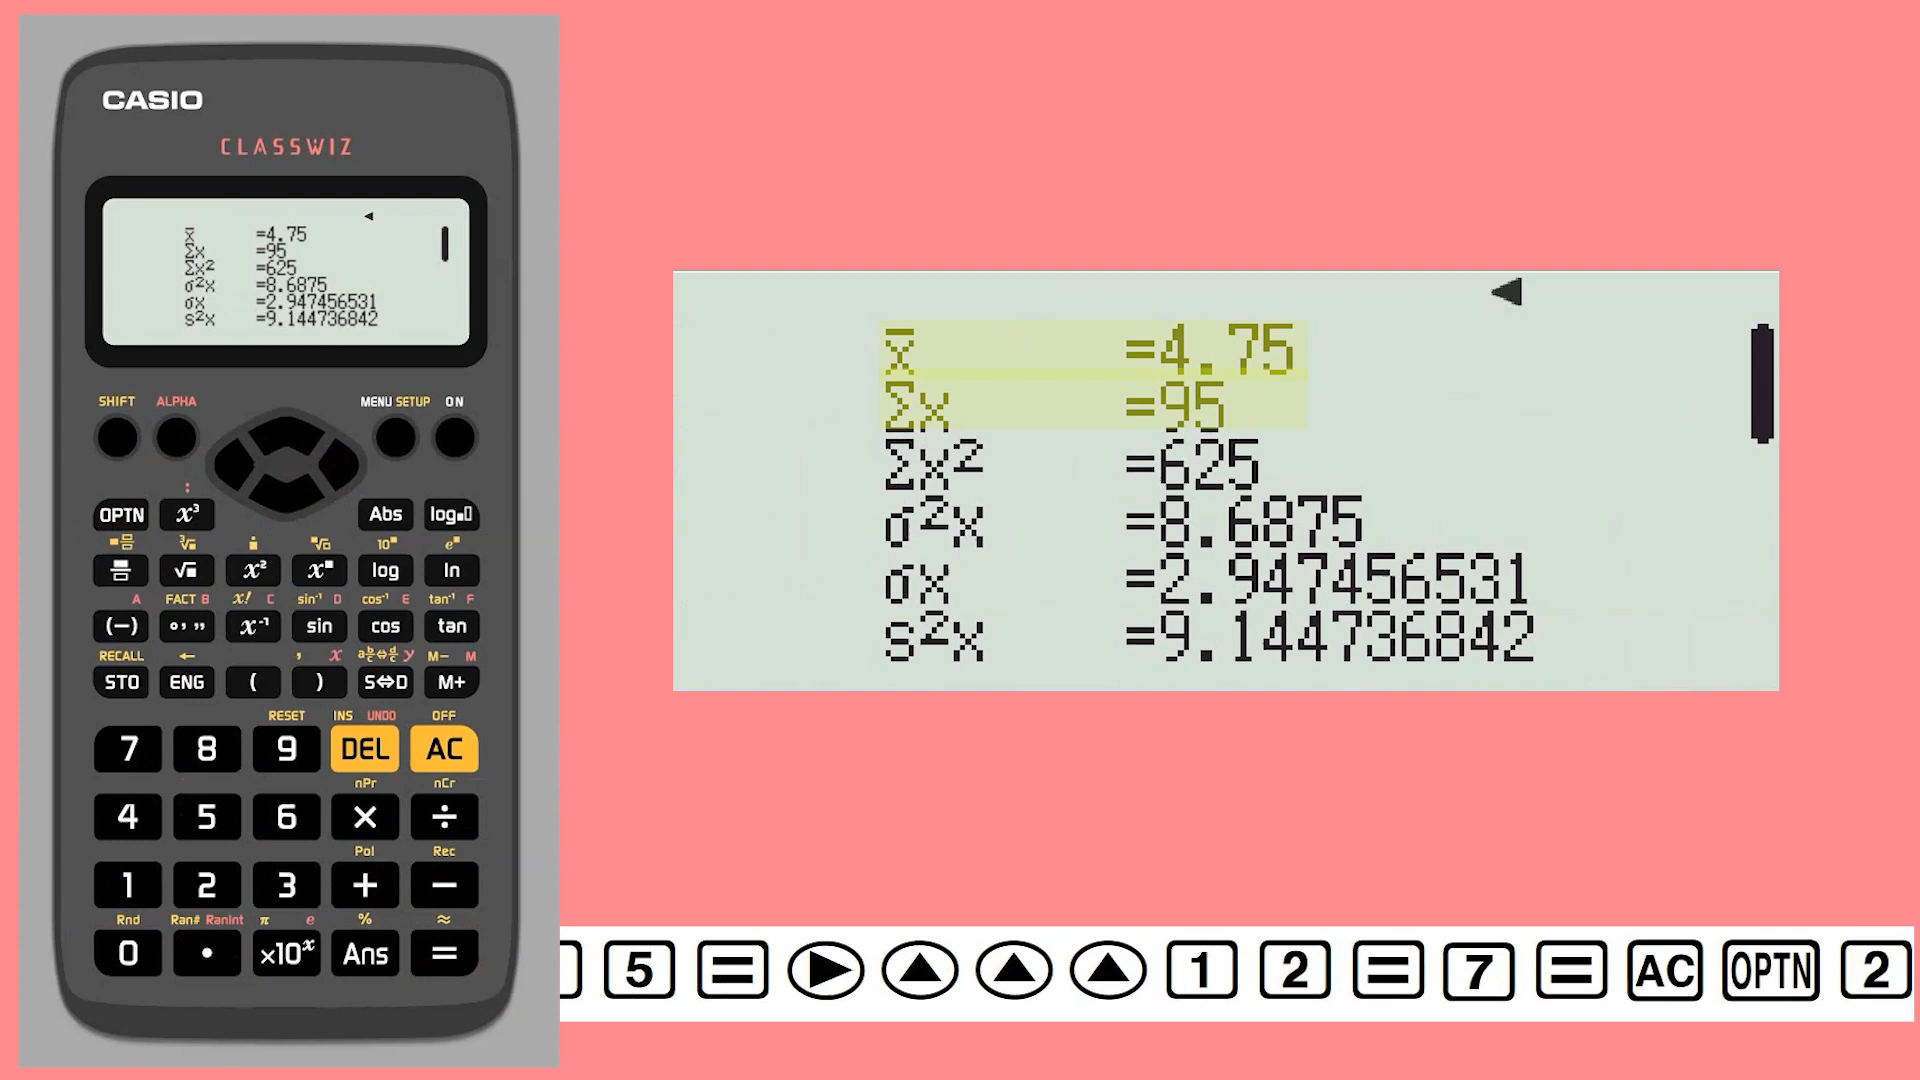 CASIO
CLASSWIZ
x̄ =4.75
Σx =95
Σx² =625
σ²x =8.6875
σx =2.947456531
s²x =9.144736842
SHIFT ALPHA MENU SETUP ON
:
OPTN x³ Abs log▪▯
³√▪ ▪√▫ 10▪ e▪
√▪ x² x▪ log ln
A FACT B x! C sin⁻¹ D cos⁻¹ E tan⁻¹ F
(−) °’” x⁻¹ sin cos tan
RECALL ← , x a b/c⇔d/c y M− M
STO ENG ( ) S⇔D M+
RESET INS UNDO OFF
7 8 9 DEL AC
nPr nCr
4 5 6 × ÷
Pol Rec
1 2 3 + −
Rnd Ran# RanInt π e % ≈
0 • ×10ˣ Ans =
x̄ =4.75
Σx =95
Σx² =625
σ²x =8.6875
σx =2.947456531
s²x =9.144736842
5 = ▶ ▲ ▲ ▲ 1 2 = 7 = AC OPTN 2